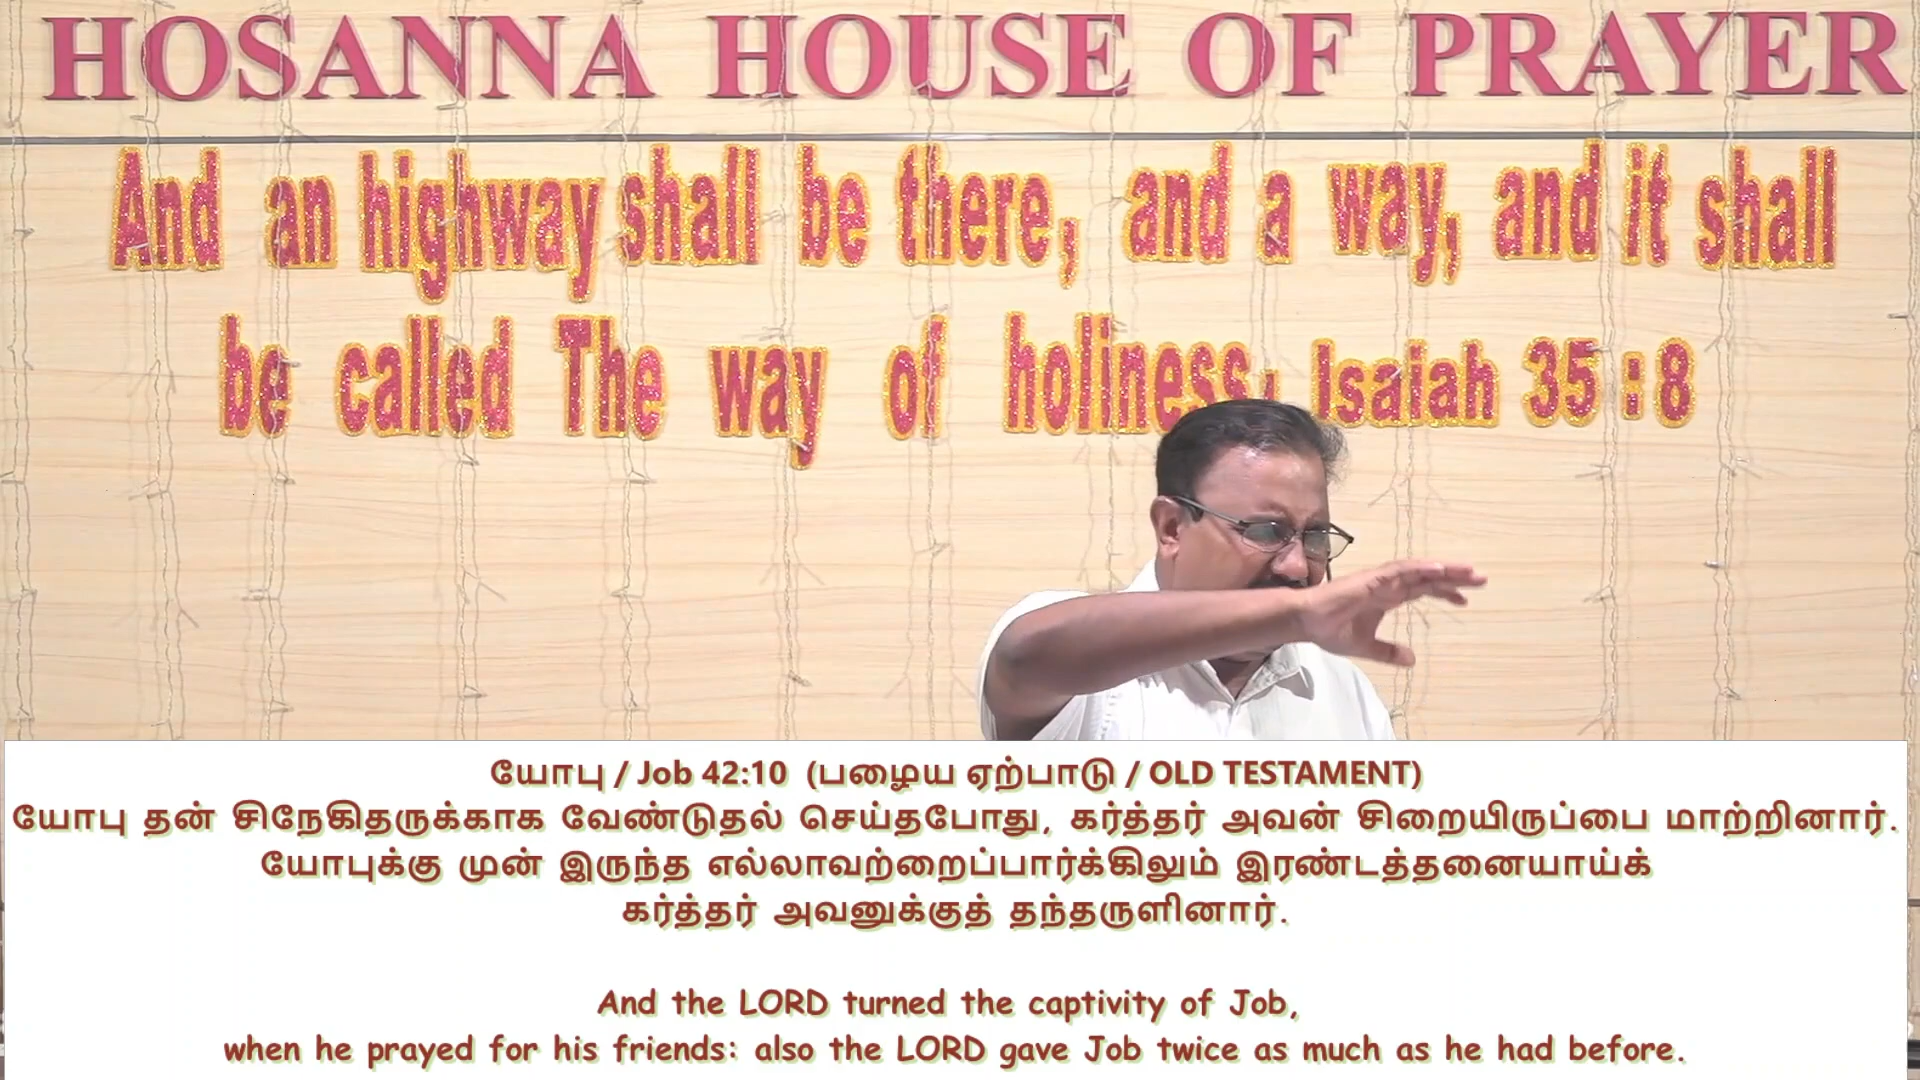 HOSANNA HOUSE OF PRAYER
And an highway shall be there, and a way, and it shall
be called The way of holiness; Isaiah 35 : 8
யோபு / Job 42:10 (பழைய ஏற்பாடு / OLD TESTAMENT)
யோபு தன் சிநேகிதருக்காக வேண்டுதல் செய்தபோது, கர்த்தர் அவன் சிறையிருப்பை மாற்றினார்.
யோபுக்கு முன் இருந்த எல்லாவற்றைப்பார்க்கிலும் இரண்டத்தனையாய்க்
கர்த்தர் அவனுக்குத் தந்தருளினார்.
And the LORD turned the captivity of Job,
when he prayed for his friends: also the LORD gave Job twice as much as he had before.